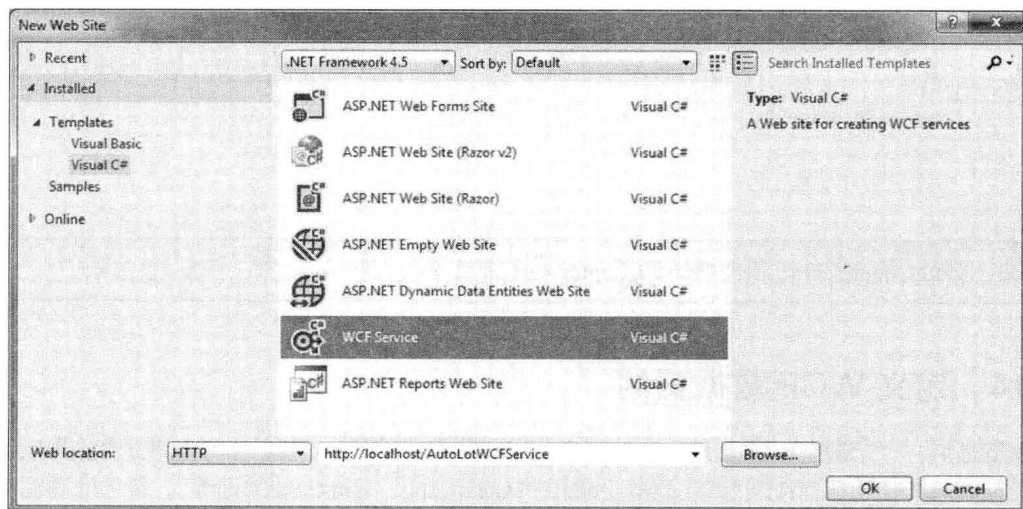 New Web Site
Recent
Installed
Templates
Visual Basic
Visual C#
Samples
Online
.NET Framework 4.5
Sort by: Default
Search Installed Templates
ASP.NET Web Forms Site Visual C#
ASP.NET Web Site (Razor v2) Visual C#
ASP.NET Web Site (Razor) Visual C#
ASP.NET Empty Web Site Visual C#
ASP.NET Dynamic Data Entities Web Site Visual C#
WCF Service Visual C#
ASP.NET Reports Web Site Visual C#
Type: Visual C#
A Web site for creating WCF services
Web location: HTTP http://localhost/AutoLotWCFService Browse...
OK Cancel